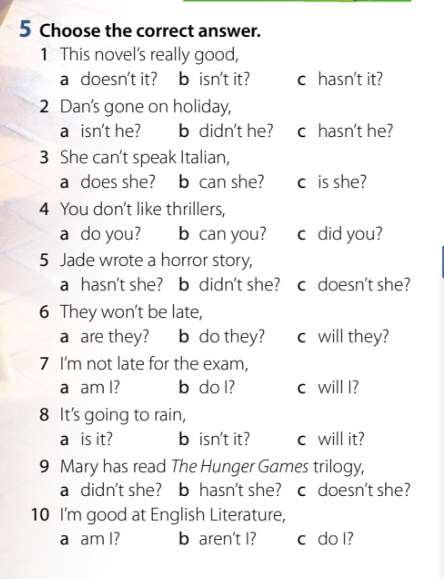 5 Choose the correct answer.
1 This novel's really good,
a doesn't it? b isn't it? c hasn't it?
2 Dan's gone on holiday,
a isn't he? b didn't he? c hasn't he?
3 She can't speak Italian,
a does she? b can she? c is she?
4 You don't like thrillers,
a do you? b can you? c did you?
5 Jade wrote a horror story,
a hasn't she? b didn't she? c doesn't she?
6 They won't be late,
a are they? b do they? c will they?
7 I'm not late for the exam,
a am I? b do I? c will I?
8 It's going to rain,
a is it? b isn't it? c will it?
9 Mary has read The Hunger Games trilogy,
a didn't she? b hasn't she? c doesn't she?
10 I'm good at English Literature,
a am I? b aren't I? c do I?